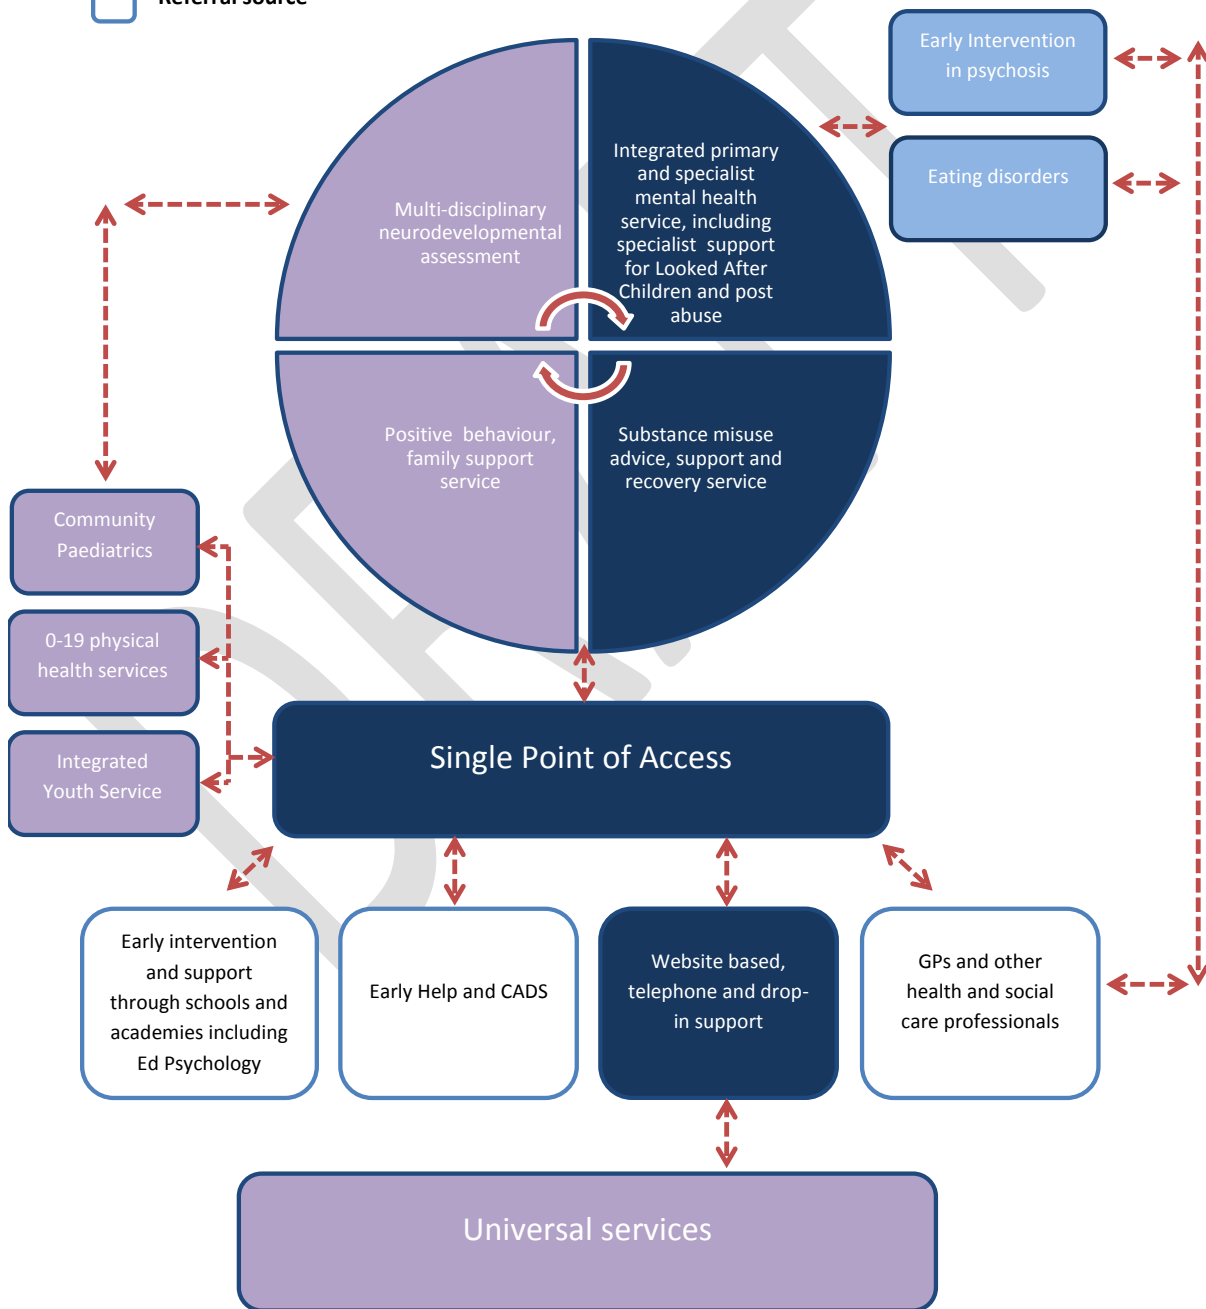 Referral source
Early Intervention
in psychosis
Eating disorders
Multi-disciplinary
neurodevelopmental
assessment
Integrated primary
and specialist
mental health
service, including
specialist  support
for Looked After
Children and post
abuse
Positive  behaviour,
family support
service
Substance misuse
advice, support and
recovery service
Community
Paediatrics
0-19 physical
health services
Integrated
Youth Service
Single Point of Access
Early intervention
and support
through schools and
academies including
Ed Psychology
Early Help and CADS
Website based,
telephone and drop-
in support
GPs and other
health and social
care professionals
Universal services
DRAFT